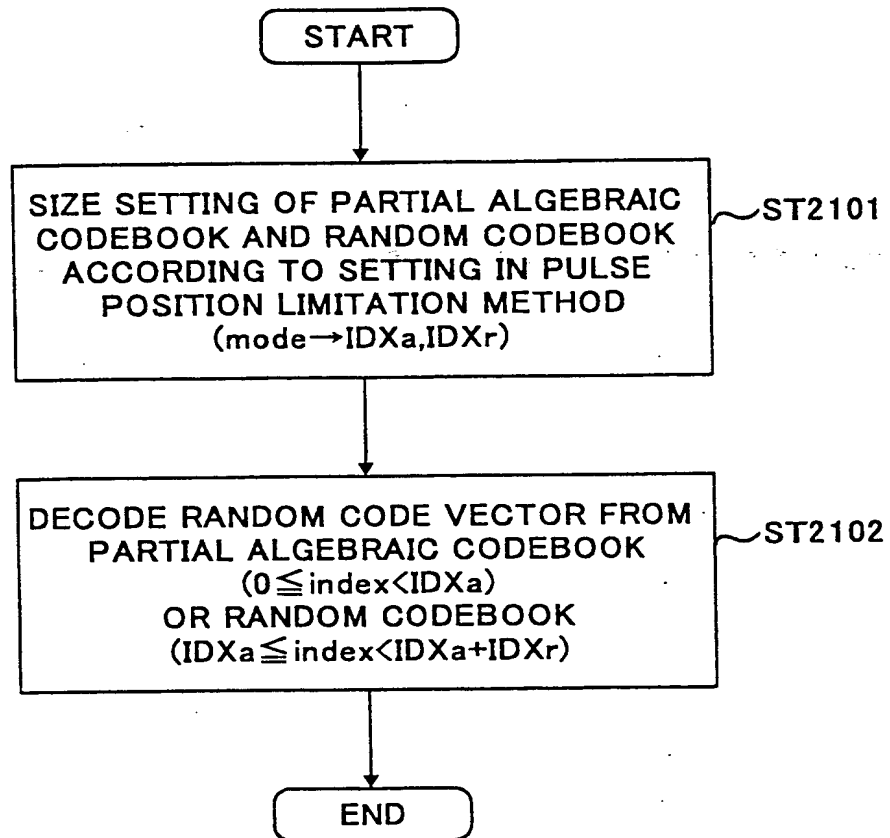 START
SIZE SETTING OF PARTIAL ALGEBRAIC
CODEBOOK AND RANDOM CODEBOOK
ACCORDING TO SETTING IN PULSE
POSITION LIMITATION METHOD
(mode→IDXa,IDXr)
ST2101
DECODE RANDOM CODE VECTOR FROM
PARTIAL ALGEBRAIC CODEBOOK
(0≦index<IDXa)
OR RANDOM CODEBOOK
(IDXa≦index<IDXa+IDXr)
ST2102
END